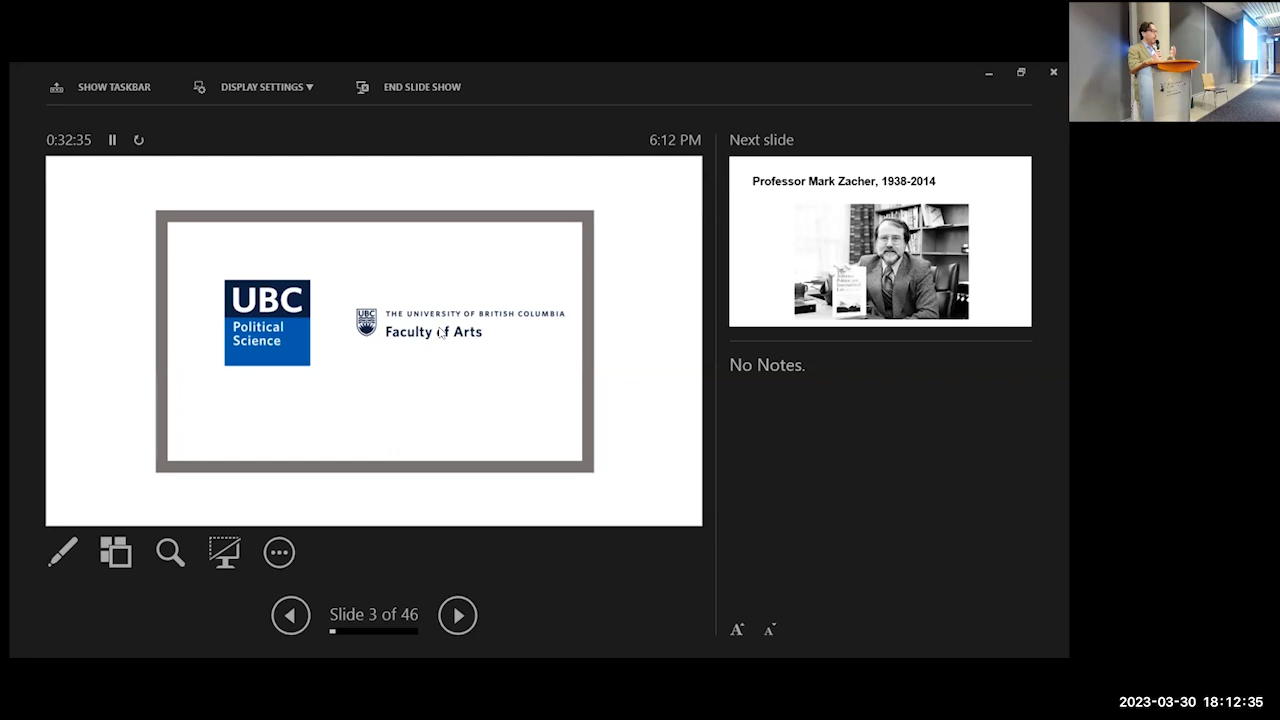 SHOW TASKBAR
DISPLAY SETTINGS ▼
END SLIDE SHOW
0:32:35
6:12 PM
Next slide
Professor Mark Zacher, 1938-2014
UBC
Political
Science
UBC
THE UNIVERSITY OF BRITISH COLUMBIA
Faculty of Arts
No Notes.
Slide 3 of 46
A A
2023-03-30 18:12:35